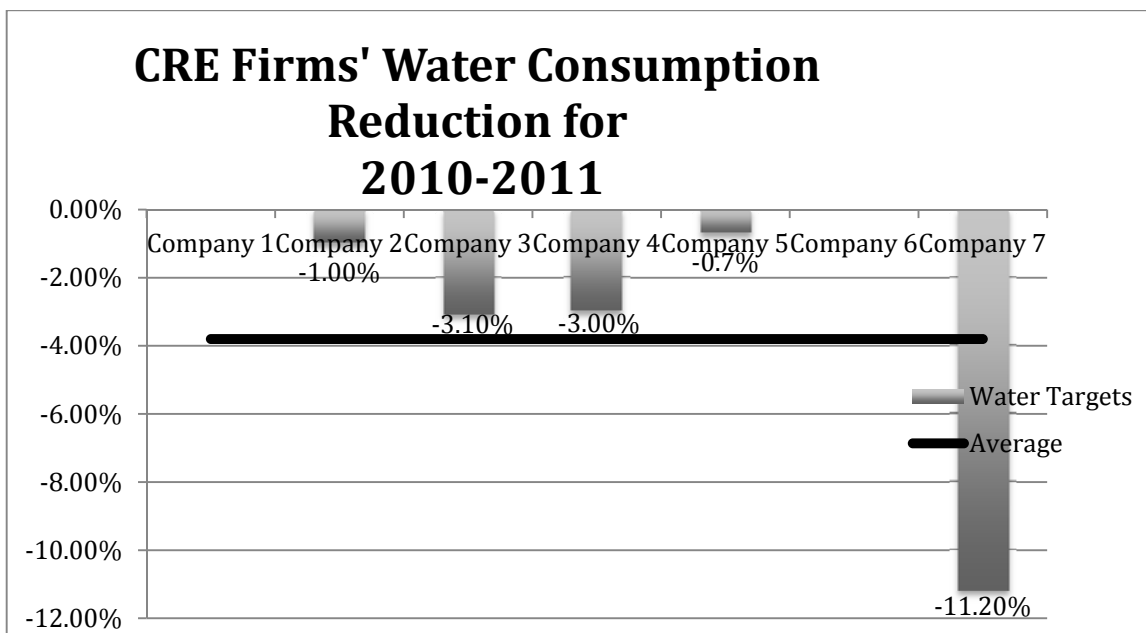 CRE Firms' Water Consumption
Reduction for
2010-2011
0.00%
Company 1 Company 2 Company 3 Company 4 Company 5 Company 6 Company 7
-1.00%
-0.7%
-2.00%
-3.10%
-3.00%
-4.00%
Water Targets
-6.00%
Average
-8.00%
-10.00%
-11.20%
-12.00%